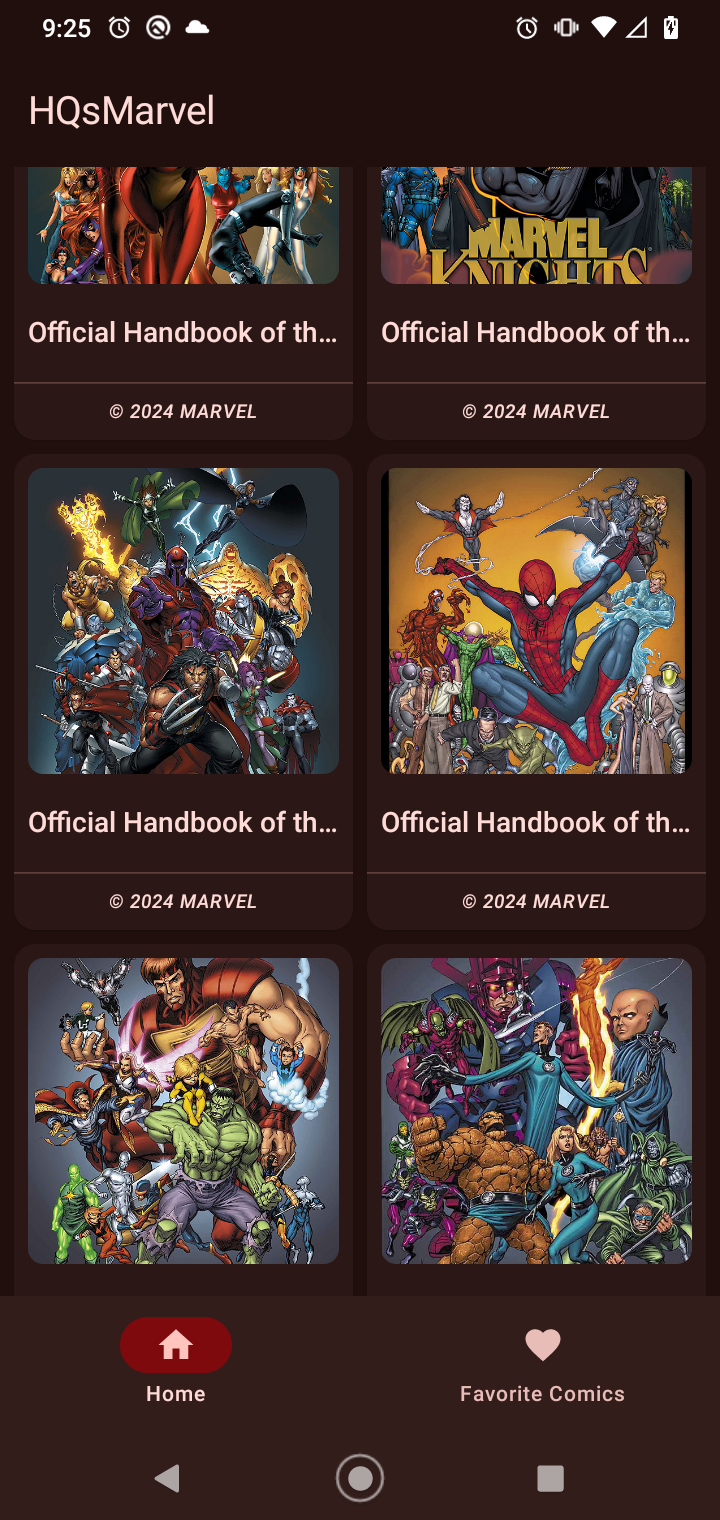 9:25
HQsMarvel
MARVEL
KNIGHTS
Official Handbook of th...
Official Handbook of th...
© 2024 MARVEL
© 2024 MARVEL
Official Handbook of th...
Official Handbook of th...
© 2024 MARVEL
© 2024 MARVEL
Home
Favorite Comics